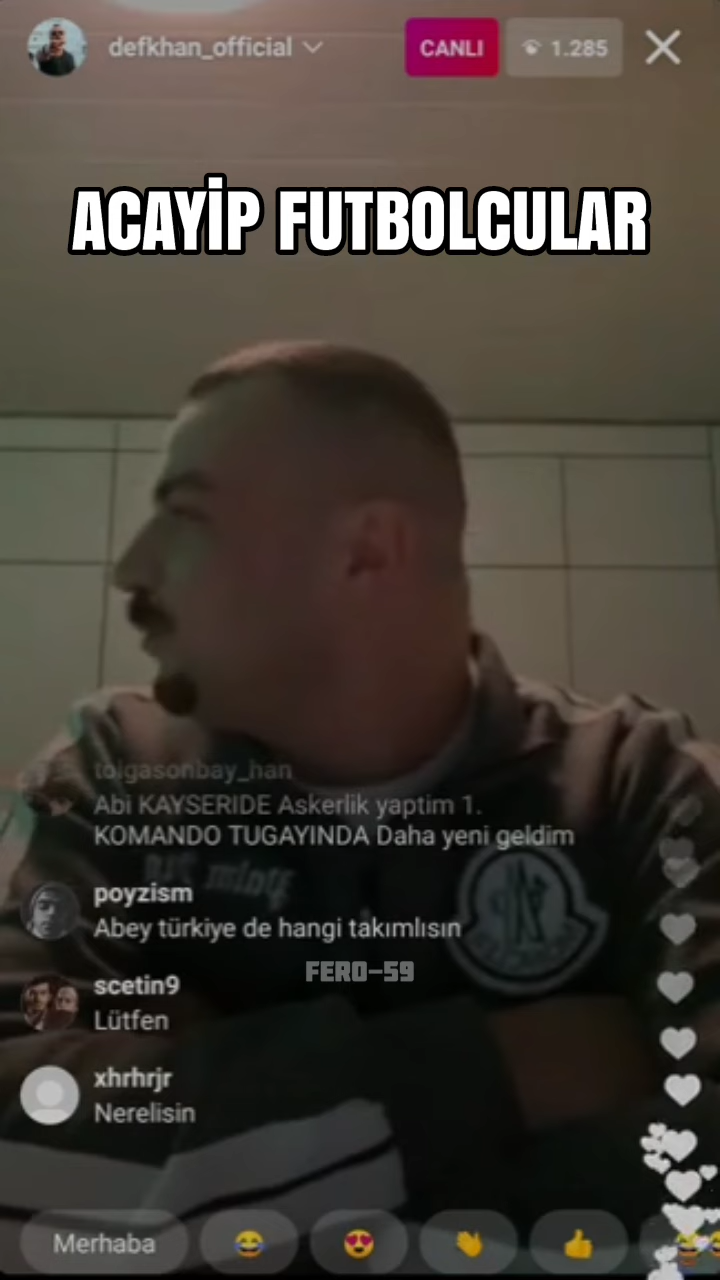 defkhan_official
CANLI
1.285
ACAYİP FUTBOLCULAR
tolgasonbay_han
Abi KAYSERIDE Askerlik yaptim 1.
KOMANDO TUGAYINDA Daha yeni geldim
poyzism
Abey türkiye de hangi takımlısın
FERO-59
scetin9
Lütfen
xhrhrjr
Nerelisin
Merhaba